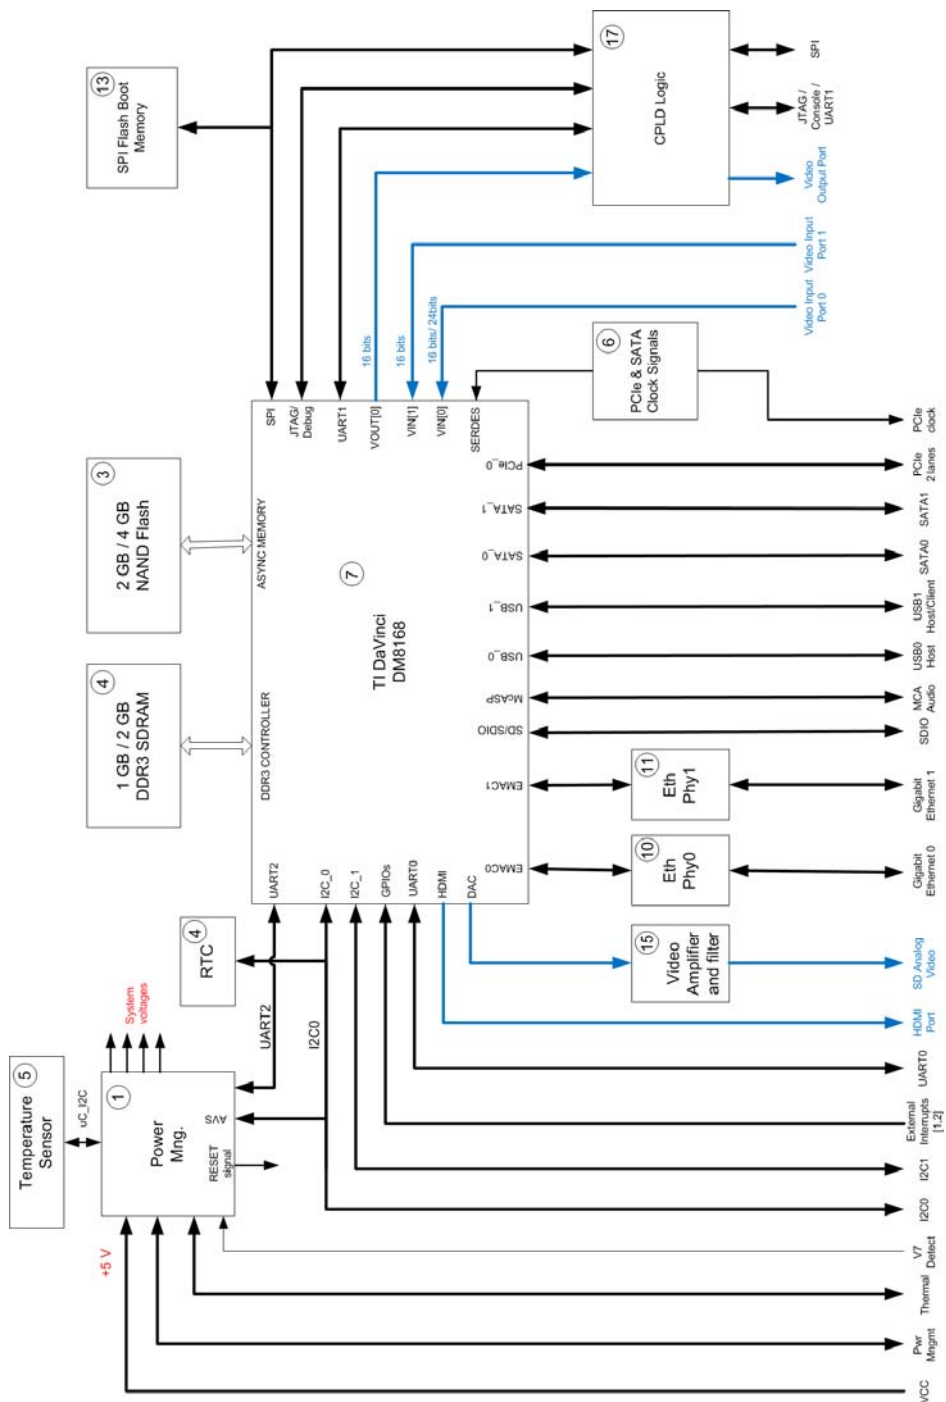 Temperature
Sensor
5
uC_I2C
+5 V
1
Power
Mng.
AVS
RESET
signal
System
voltages
RTC
4
UART2
I2C0
1 GB / 2 GB
DDR3 SDRAM
4
2 GB / 4 GB
NAND Flash
3
SPI Flash Boot
Memory
13
TI DaVinci
DM8168
7
DDR3 CONTROLLER
ASYNC MEMORY
UART2
I2C_0
I2C_1
GPIOs
UART0
HDMI
DAC
EMAC0
EMAC1
SD/SDIO
McASP
USB_0
USB_1
SATA_0
SATA_1
PCIe_0
SPI
JTAG/
Debug
UART1
VOUT[0]
VIN[1]
VIN[0]
SERDES
16 bits
16 bits
16 bits/ 24bits
CPLD Logic
17
PCIe & SATA
Clock Signals
6
Video
Amplifier
and filter
15
Eth
Phy0
10
Eth
Phy1
11
VCC
Pwr
Mngmt
Thermal
V7
Detect
I2C0
I2C1
External
Interrupts
[1,2]
UART0
HDMI
Port
SD Analog
Video
Gigabit
Ethernet 0
Gigabit
Ethernet 1
SDIO
MCA
Audio
USB0
Host
USB1
Host/Client
SATA0
SATA1
PCIe
2 lanes
PCIe
clock
Video Input
Port 0
Video Input
Port 1
Video
Output Port
JTAG /
Console /
UART1
SPI